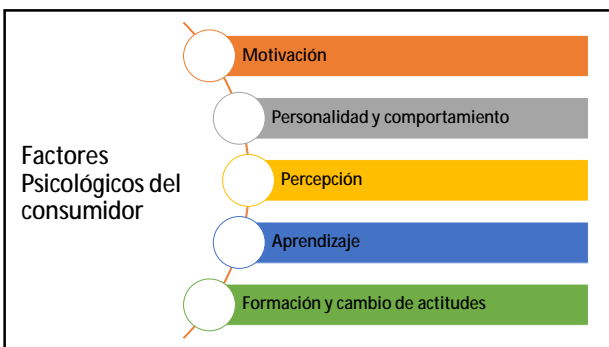 Factores
Psicológicos del
consumidor
Motivación
Personalidad y comportamiento
Percepción
Aprendizaje
Formación y cambio de actitudes